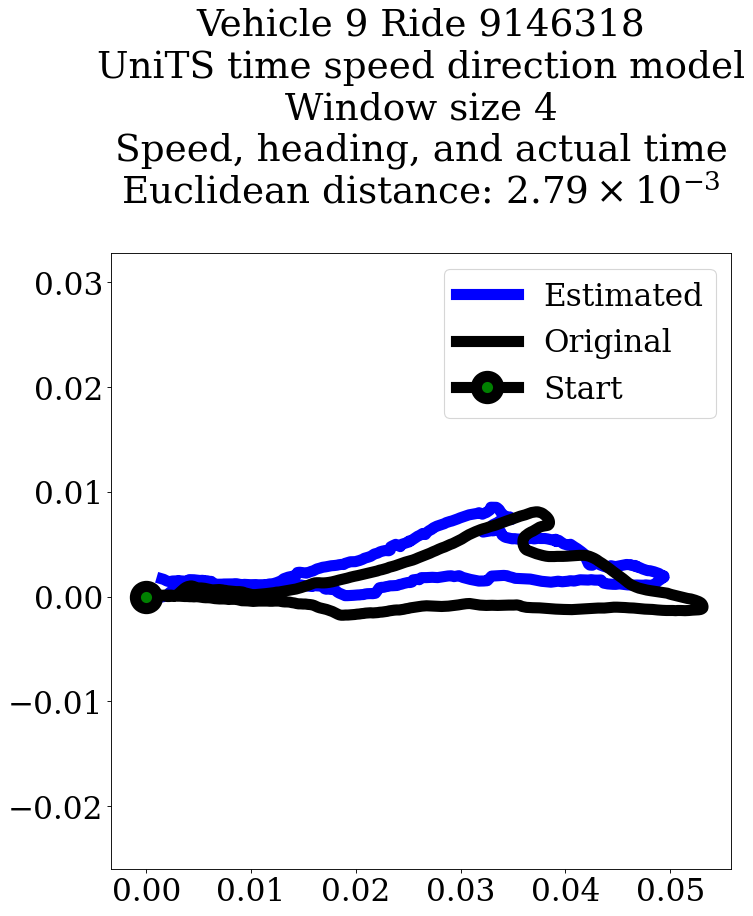 Vehicle 9 Ride 9146318
UniTS time speed direction model
Window size 4
Speed, heading, and actual time
Euclidean distance: 2.79 × 10⁻³
Estimated
Original
Start
0.03
0.02
0.01
0.00
−0.01
−0.02
0.00 0.01 0.02 0.03 0.04 0.05